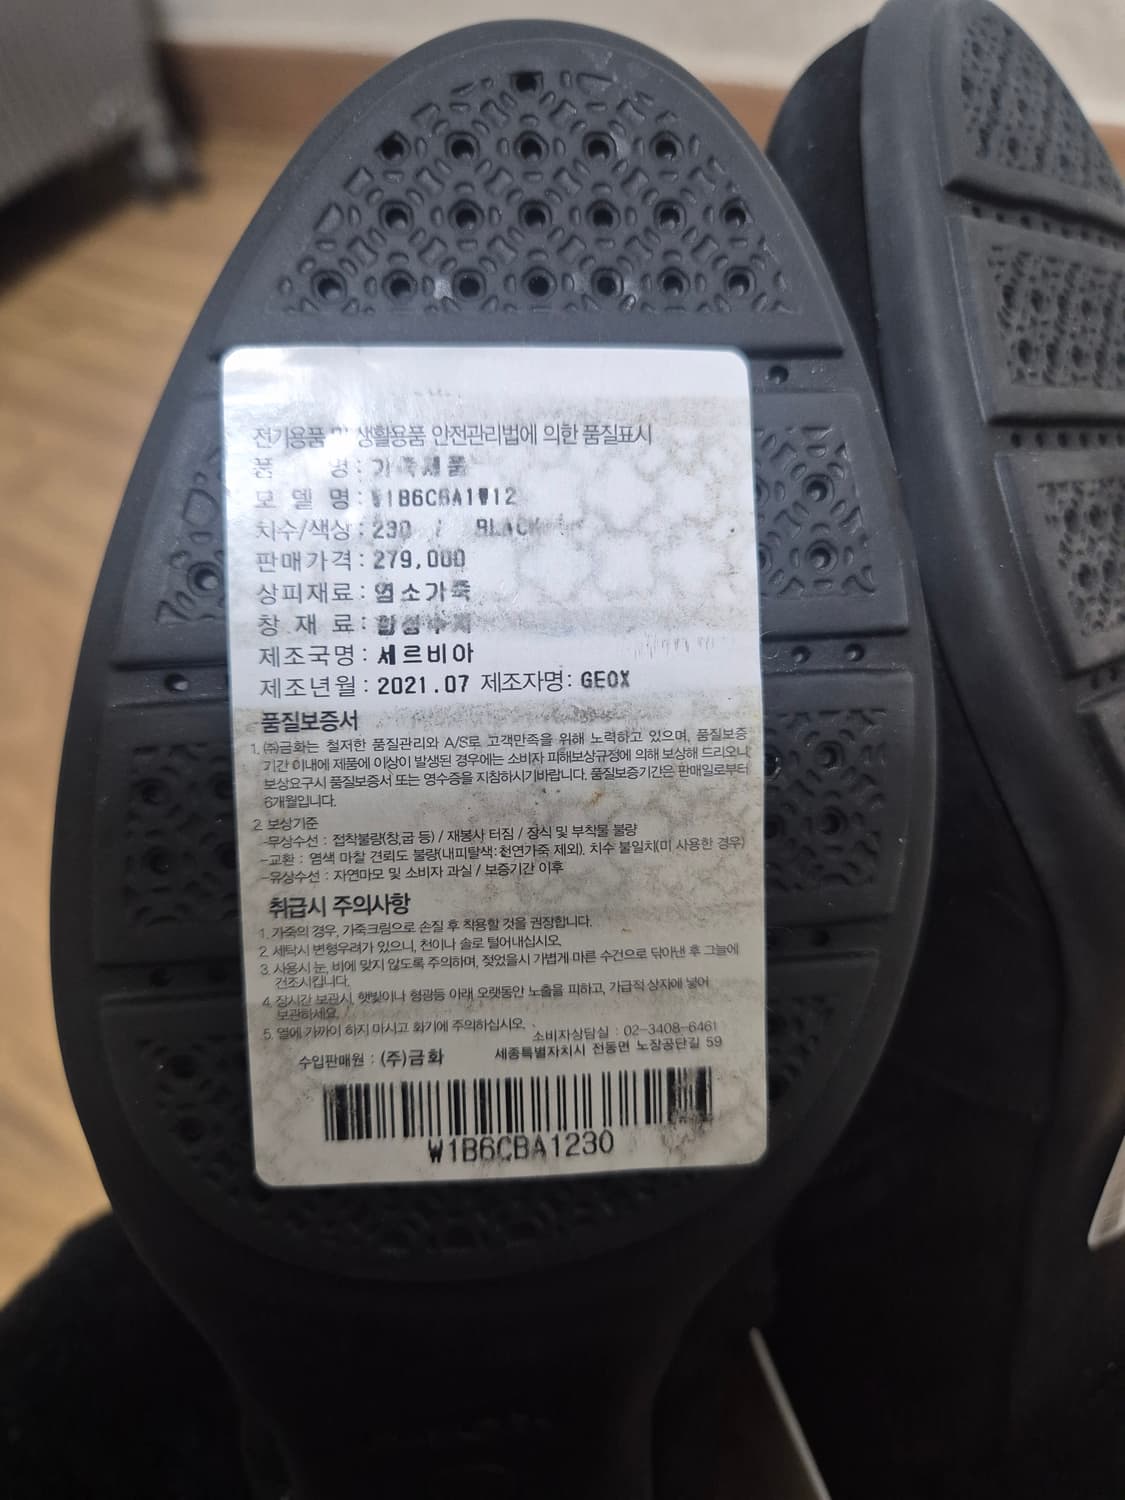 전기용품 및 생활용품 안전관리법에 의한 품질표시
품 명 : 가죽제품
모 델 명 : W1B6CBA1W12
치수/색상 : 230 / BLACK
판매가격 : 279,000
상피재료 : 염소가죽
창 재 료 : 합성수지
제조국명 : 세르비아
제조년월 : 2021.07 제조자명 : GEOX
품질보증서
1. ㈜금화는 철저한 품질관리와 A/S로 고객만족을 위해 노력하고 있으며, 품질보증
기간 이내에 제품에 이상이 발생된 경우에는 소비자 피해보상규정에 의해 보상해 드리오니
보상요구시 품질보증서 또는 영수증을 지참하시기바랍니다. 품질보증기간은 판매일로부터
6개월입니다.
2. 보상기준
-무상수선 : 접착불량(창,굽 등) / 재봉사 터짐 / 장식 및 부착물 불량
-교환 : 염색 마찰 견뢰도 불량(내피탈색:천연가죽 제외). 치수 불일치(미 사용한 경우)
-유상수선 : 자연마모 및 소비자 과실 / 보증기간 이후
취급시 주의사항
1. 가죽의 경우, 가죽크림으로 손질 후 착용할 것을 권장합니다.
2. 세탁시 변형우려가 있으니, 천이나 솔로 털어내십시오.
3. 사용시 눈, 비에 맞지 않도록 주의하며, 젖었을시 가볍게 마른 수건으로 닦아낸 후 그늘에
건조시킵니다.
4. 장시간 보관시, 햇빛이나 형광등 아래 오랫동안 노출을 피하고, 가급적 상자에 넣어
보관하세요.
5. 열에 가까이 하지 마시고 화기에 주의하십시오.
소비자상담실 : 02-3408-6461
수입판매원 : (주)금화 세종특별자치시 전동면 노장공단길 59
W1B6CBA1230